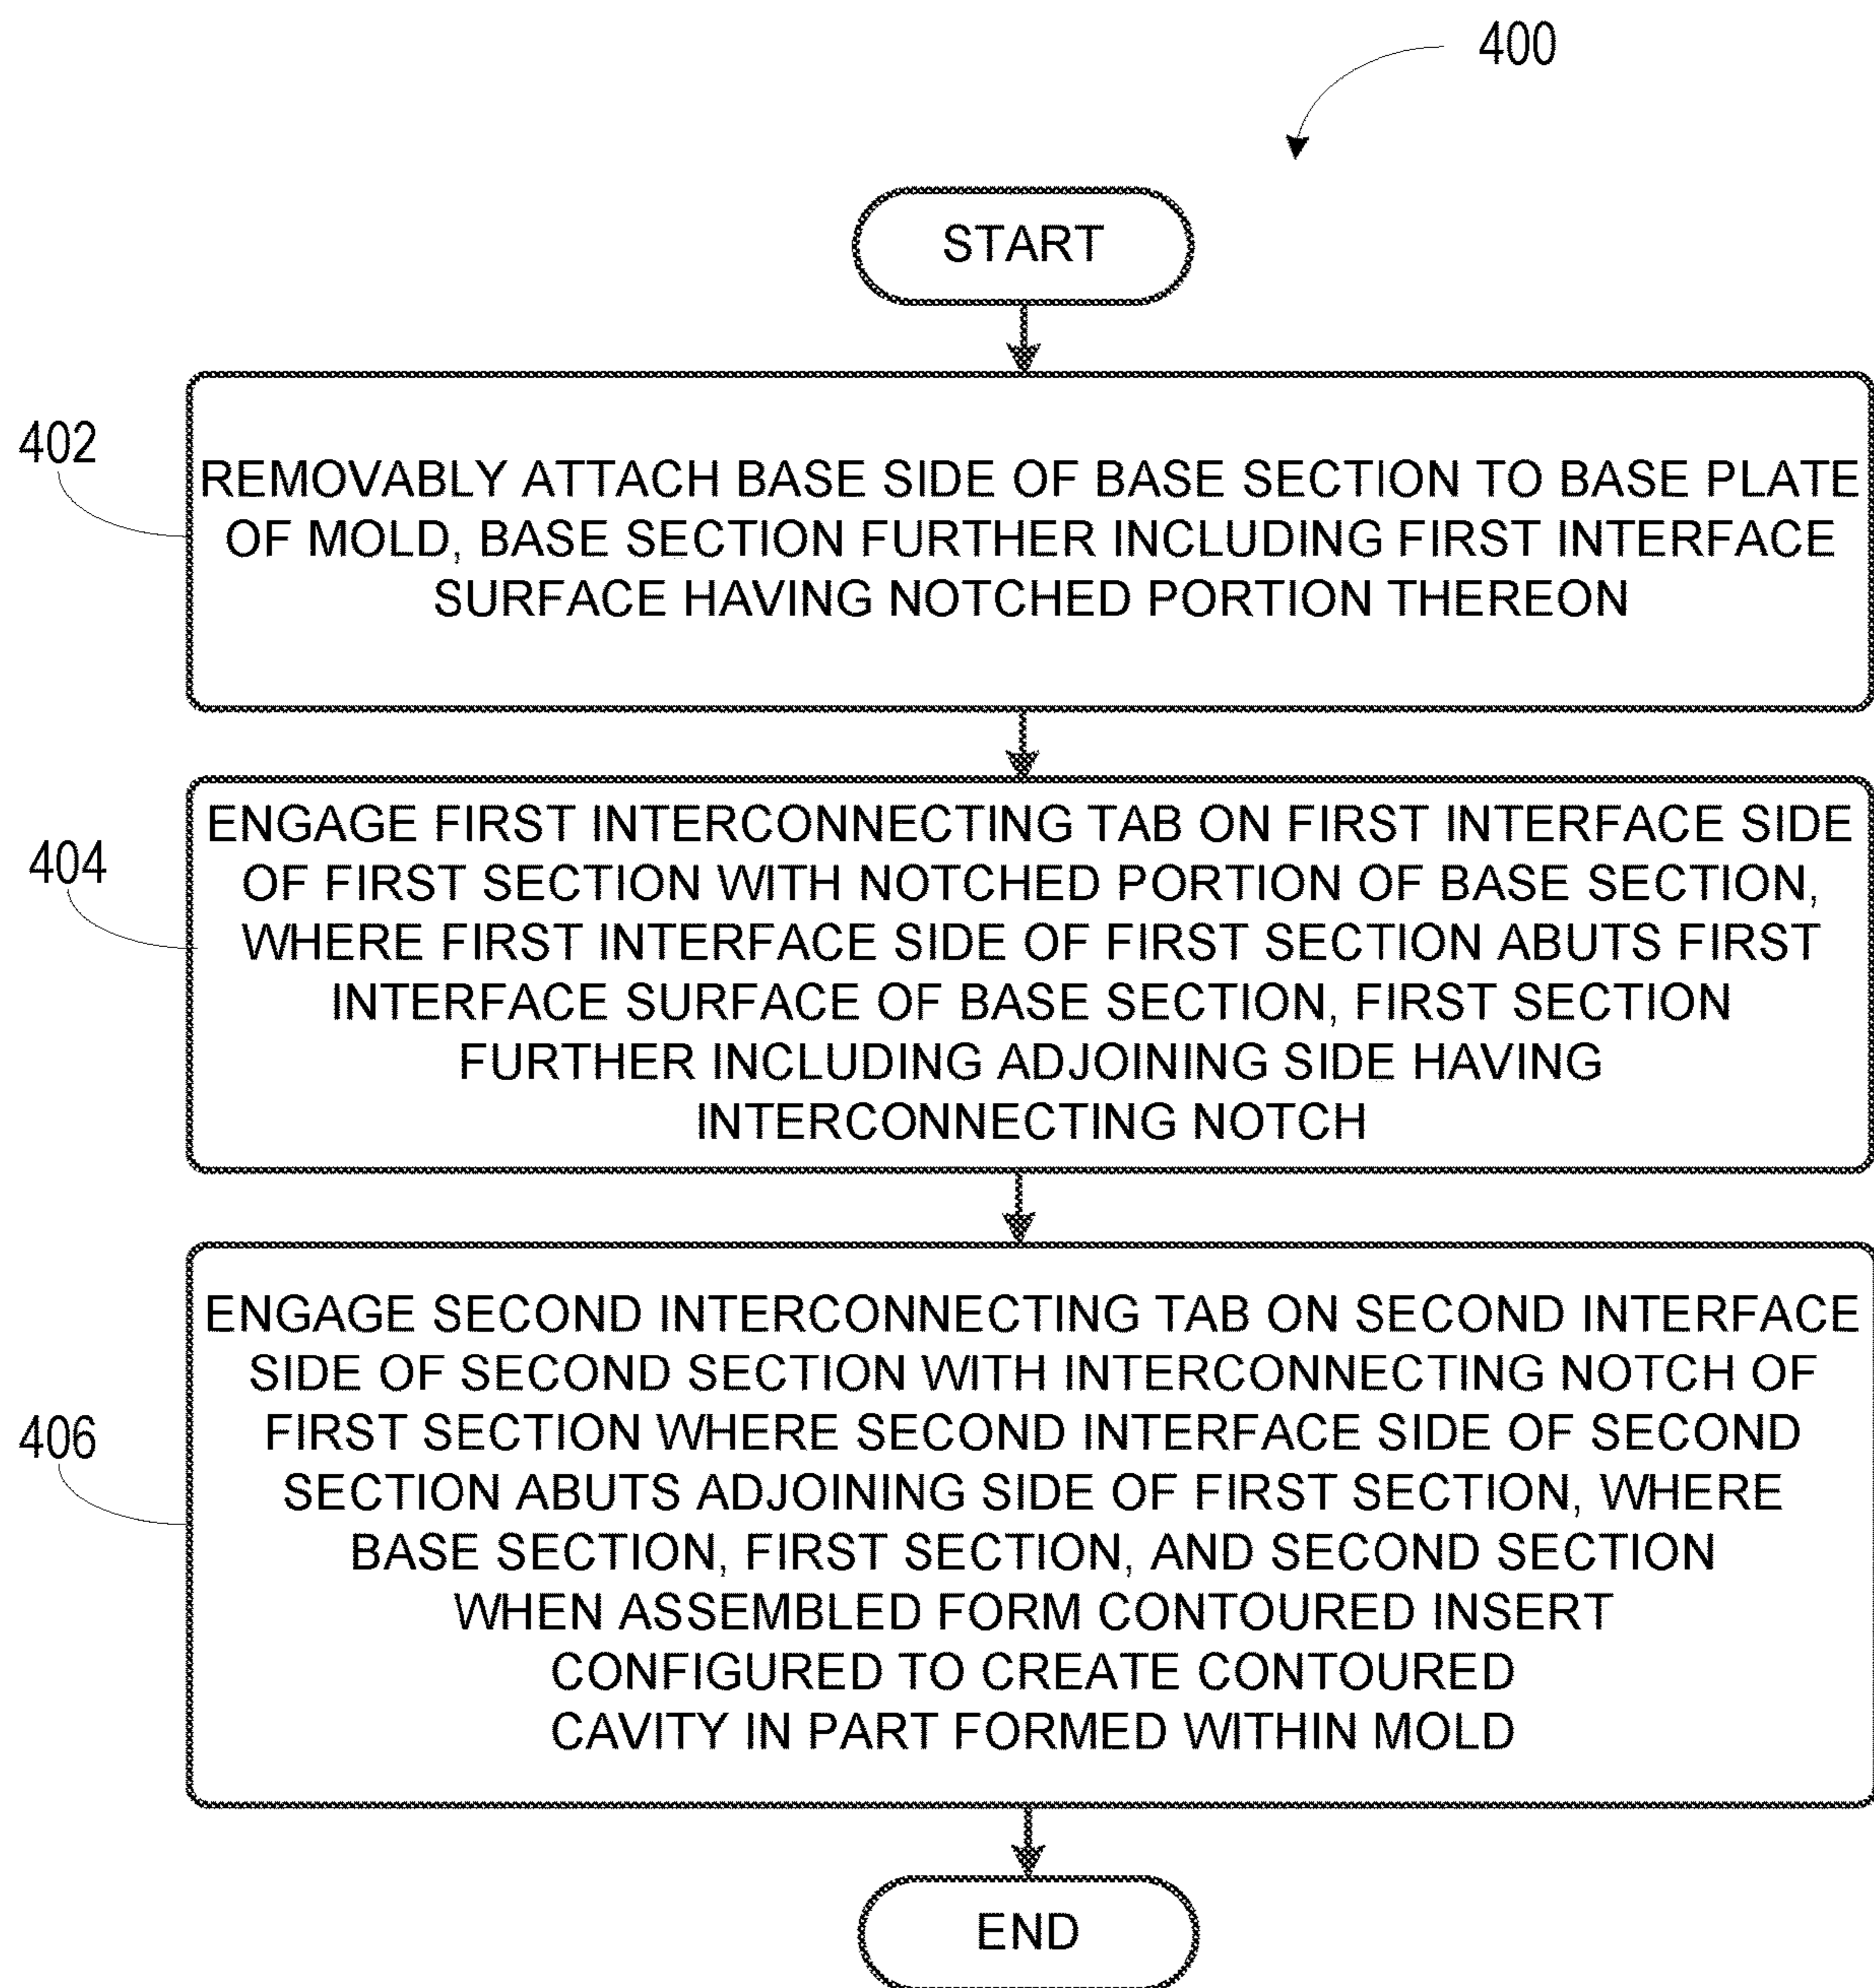 400
START
402
REMOVABLY ATTACH BASE SIDE OF BASE SECTION TO BASE PLATE
OF MOLD, BASE SECTION FURTHER INCLUDING FIRST INTERFACE
SURFACE HAVING NOTCHED PORTION THEREON
404
ENGAGE FIRST INTERCONNECTING TAB ON FIRST INTERFACE SIDE
OF FIRST SECTION WITH NOTCHED PORTION OF BASE SECTION,
WHERE FIRST INTERFACE SIDE OF FIRST SECTION ABUTS FIRST
INTERFACE SURFACE OF BASE SECTION, FIRST SECTION
FURTHER INCLUDING ADJOINING SIDE HAVING
INTERCONNECTING NOTCH
406
ENGAGE SECOND INTERCONNECTING TAB ON SECOND INTERFACE
SIDE OF SECOND SECTION WITH INTERCONNECTING NOTCH OF
FIRST SECTION WHERE SECOND INTERFACE SIDE OF SECOND
SECTION ABUTS ADJOINING SIDE OF FIRST SECTION, WHERE
BASE SECTION, FIRST SECTION, AND SECOND SECTION
WHEN ASSEMBLED FORM CONTOURED INSERT
CONFIGURED TO CREATE CONTOURED
CAVITY IN PART FORMED WITHIN MOLD
END